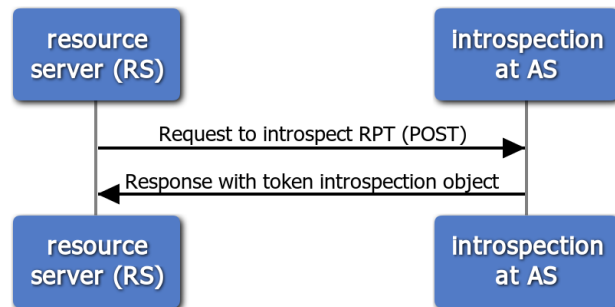 resource
server (RS)
introspection
at AS
Request to introspect RPT (POST)
Response with token introspection object
resource
server (RS)
introspection
at AS